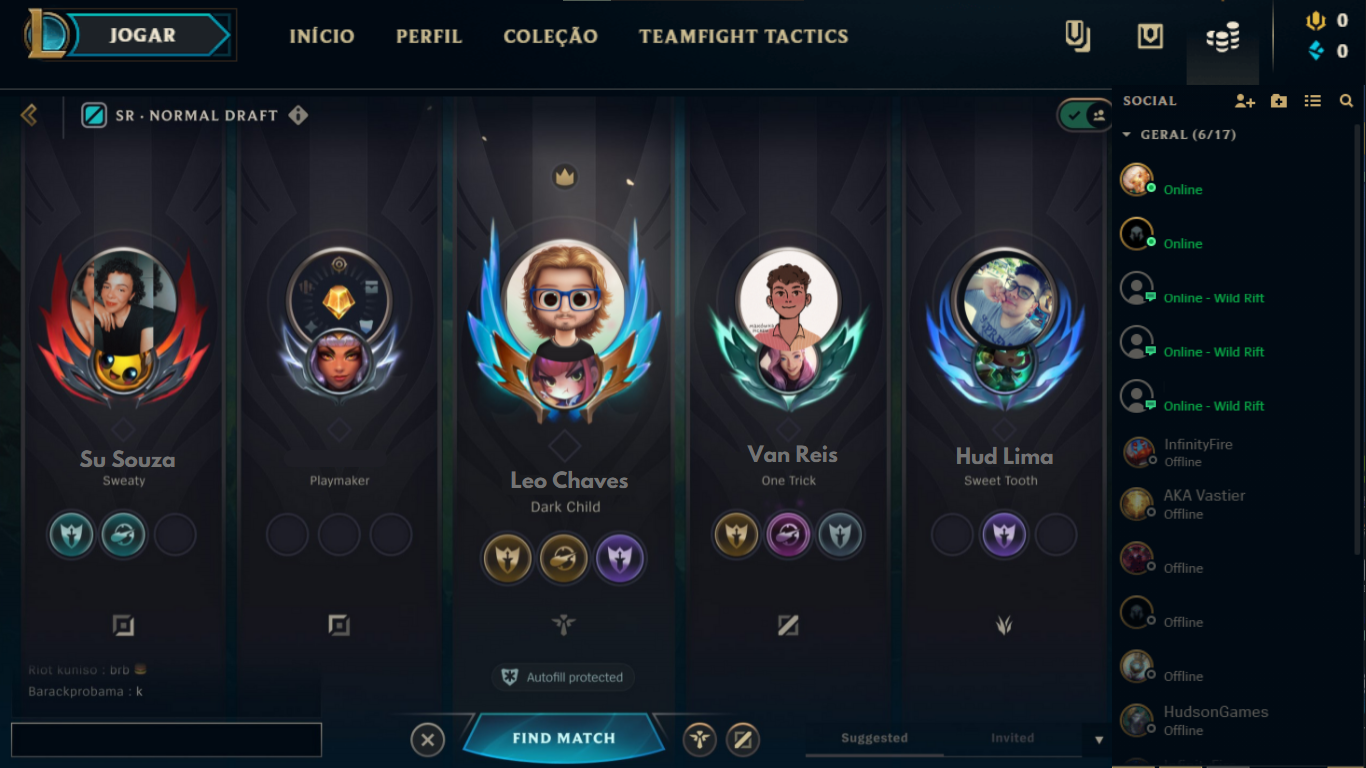 JOGAR
INÍCIO
PERFIL
COLEÇÃO
TEAMFIGHT TACTICS
0
0
SR · NORMAL DRAFT
SOCIAL
GERAL (6/17)
Online
Online
Online - Wild Rift
Online - Wild Rift
Online - Wild Rift
InfinityFire
Offline
AKA Vastier
Offline
Offline
Offline
Offline
HudsonGames
Offline
Su Souza
Sweaty
Playmaker
Leo Chaves
Dark Child
Van Reis
One Trick
Hud Lima
Sweet Tooth
Autofill protected
Riot kuniso : brb
Barackprobama : k
FIND MATCH
Suggested
Invited